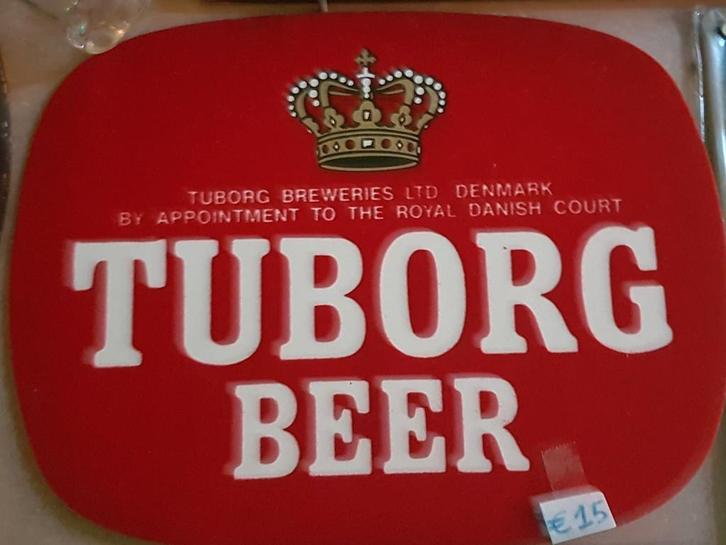 TUBORG BREWERIES LTD DENMARK
BY APPOINTMENT TO THE ROYAL DANISH COURT
TUBORG
BEER
€15